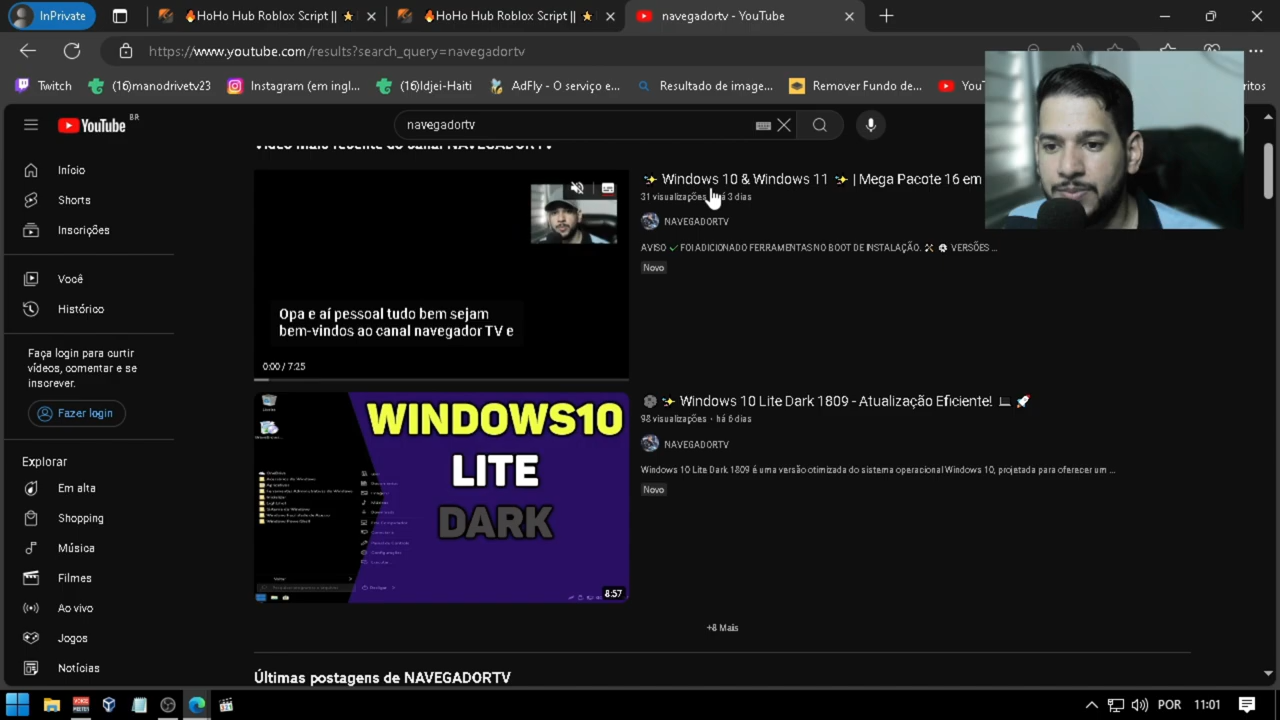 InPrivate
🔥HoHo Hub Roblox Script ||
🔥HoHo Hub Roblox Script ||
navegadortv - YouTube
https://www.youtube.com/results?search_query=navegadortv
Twitch
(16)manodrivetv23
Instagram (em ingl...
(16)Idjei-Haiti
AdFly - O serviço e...
Resultado de image...
Remover Fundo de...
YouTube BR
navegadortv
Vídeo mais recente do canal NAVEGADORTV
Início
Shorts
Inscrições
Você
Histórico
Faça login para curtir
vídeos, comentar e se
inscrever.
Fazer login
Explorar
Em alta
Shopping
Música
Filmes
Ao vivo
Jogos
Notícias
Opa e aí pessoal tudo bem sejam
bem-vindos ao canal navegador TV e
0:00 / 7:25
✨ Windows 10 & Windows 11 ✨ | Mega Pacote 16 em
31 visualizações há 3 dias
NAVEGADORTV
AVISO ✓ FOI ADICIONADO FERRAMENTAS NO BOOT DE INSTALAÇÃO. VERSÕES ...
Novo
WINDOWS10
LITE
DARK
8:57
Windows 10 Lite Dark 1809 - Atualização Eficiente! 💻 🚀
98 visualizações · há 6 dias
NAVEGADORTV
Windows 10 Lite Dark 1809 é uma versão otimizada do sistema operacional Windows 10, projetada para oferecer um ...
Novo
+8 Mais
Últimas postagens de NAVEGADORTV
POR
11:01